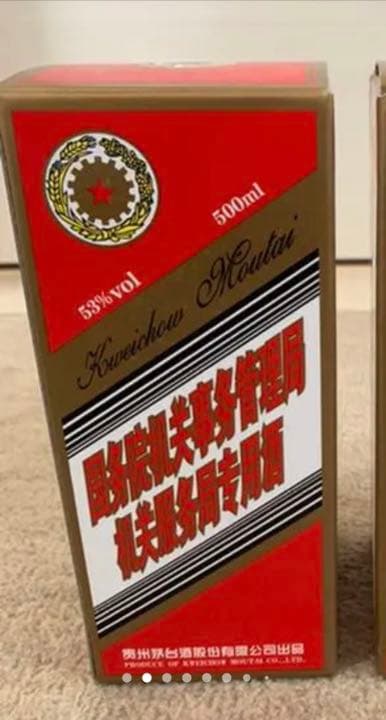 500ml
53%vol
Kweichow Moutai
国务院机关事务管理局
机关服务局专用酒
贵州茅台酒股份有限公司出品
PRODUCE OF KWEICHOW MOUTAI CO.,LTD.